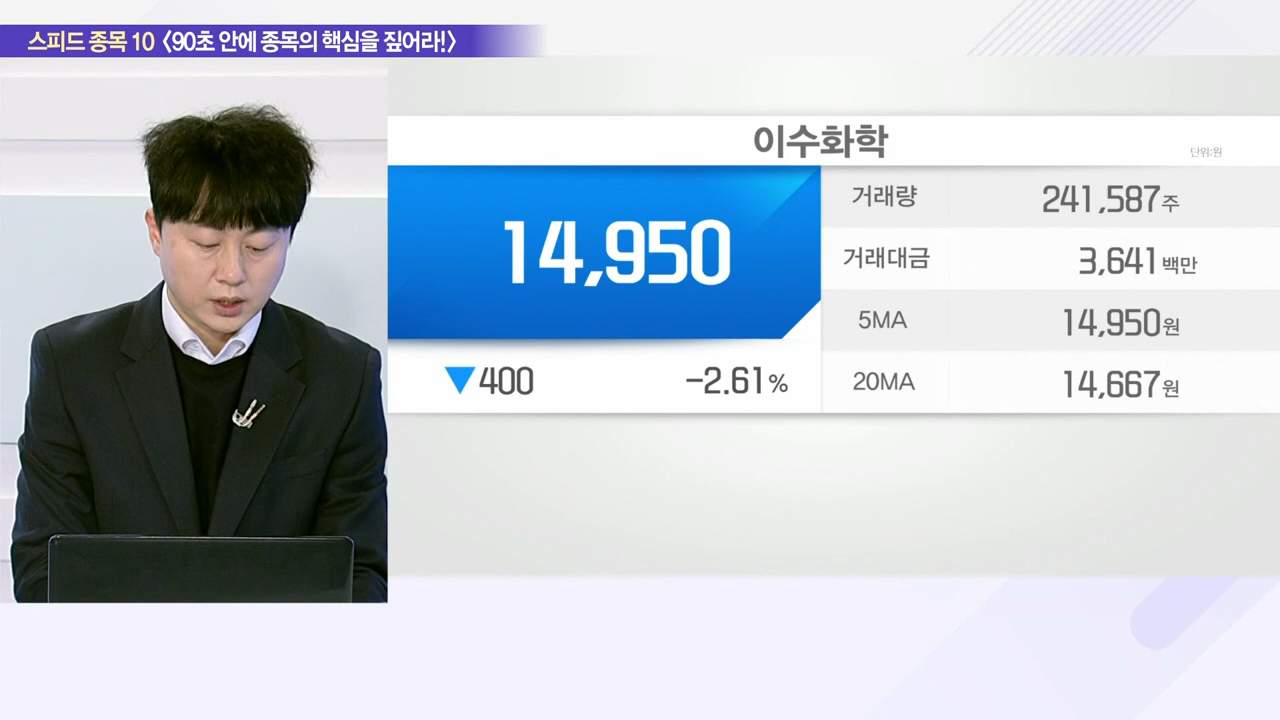 스피드 종목 10 〈90초 안에 종목의 핵심을 짚어라!〉
이수화학
단위:원
14,950
▼400 -2.61%
거래량 241,587주
거래대금 3,641백만
5MA 14,950원
20MA 14,667원